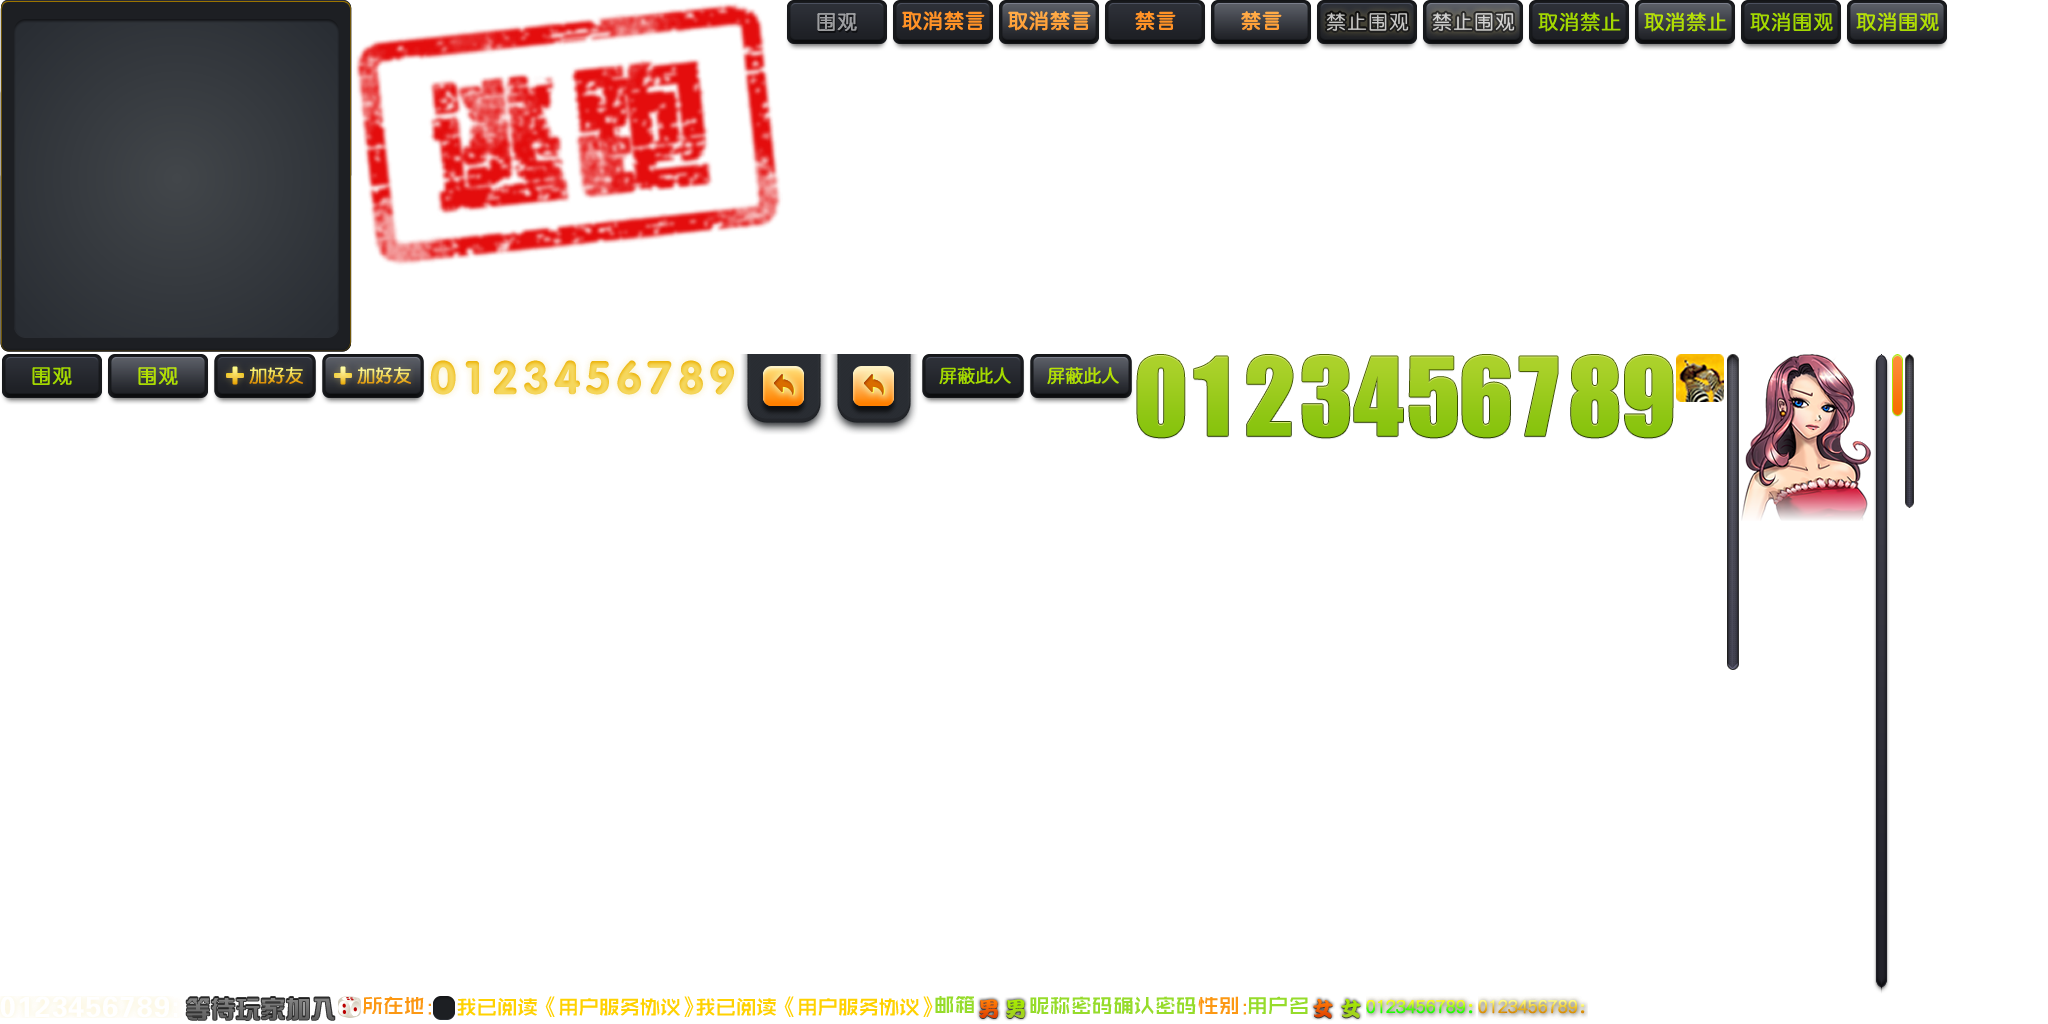 逃跑
围观 取消禁言 取消禁言 禁言 禁言 禁止围观 禁止围观 取消禁止 取消禁止 取消围观 取消围观
围观 围观 加好友 加好友 0123456789 屏蔽此人 屏蔽此人 0123456789
0123456789 等待玩家加入 所在地: 我已阅读《用户服务协议》我已阅读《用户服务协议》邮箱 男 男 昵称密码确认密码性别:用户名 女 女 0123456789: 0123456789: